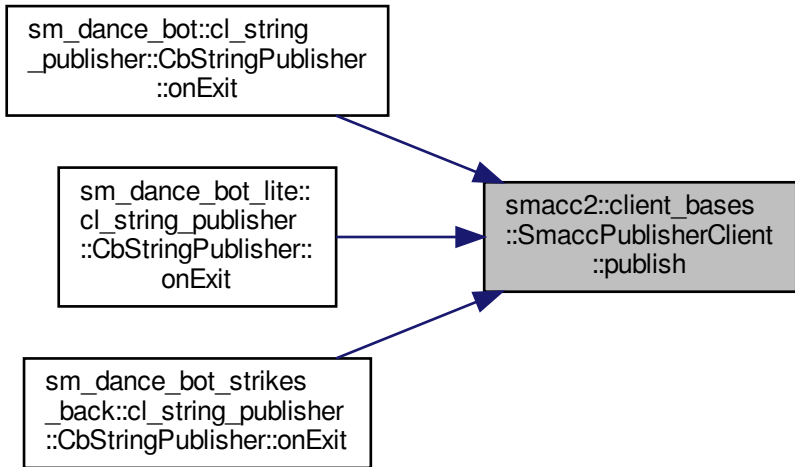 sm_dance_bot::cl_string
_publisher::CbStringPublisher
::onExit
sm_dance_bot_lite::
cl_string_publisher
::CbStringPublisher::
onExit
sm_dance_bot_strikes
_back::cl_string_publisher
::CbStringPublisher::onExit
smacc2::client_bases
::SmaccPublisherClient
::publish